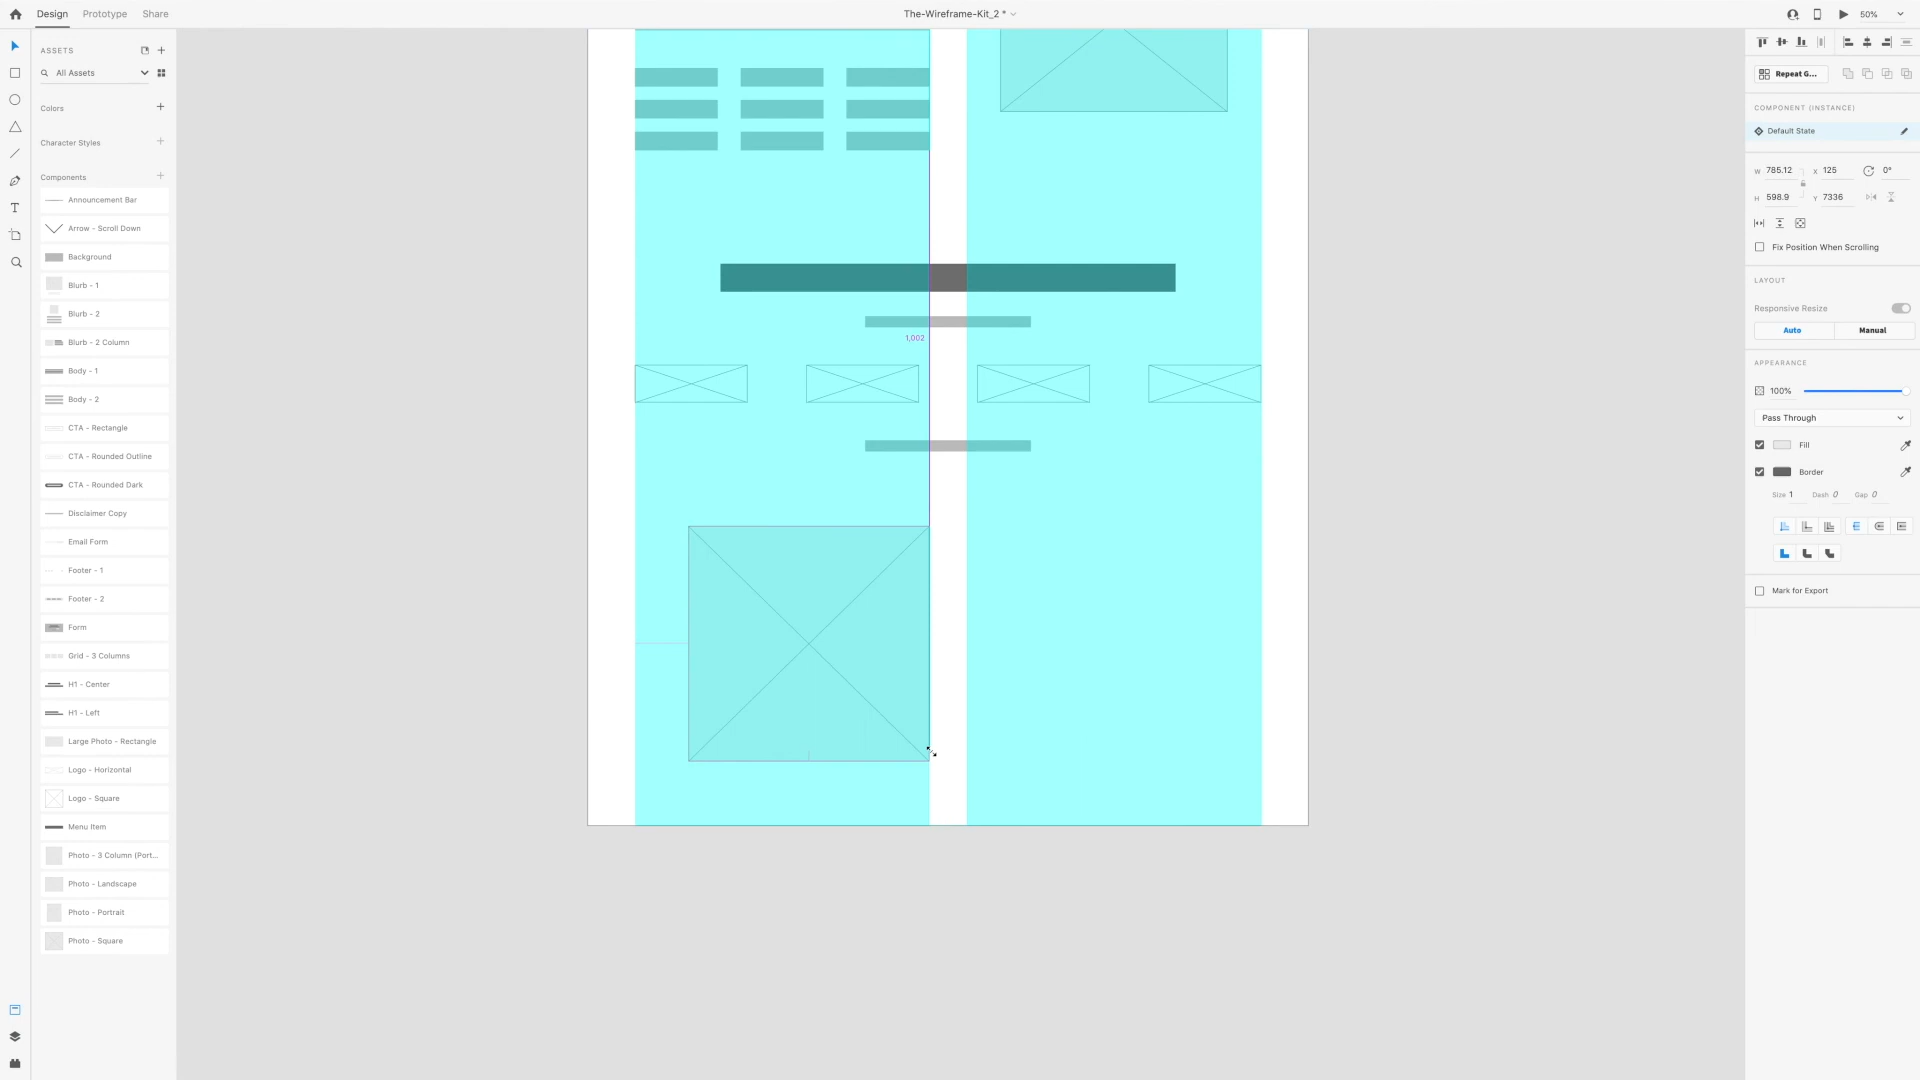 Design Prototype Share The-Wireframe-Kit_2 * 50%
ASSETS
All Assets
Colors
Character Styles
Components
Announcement Bar
Arrow - Scroll Down
Background
Blurb - 1
Blurb - 2
Blurb - 2 Column
Body - 1
Body - 2
CTA - Rectangle
CTA - Rounded Outline
CTA - Rounded Dark
Disclaimer Copy
Email Form
Footer - 1
Footer - 2
Form
Grid - 3 Columns
H1 - Center
H1 - Left
Large Photo - Rectangle
Logo - Horizontal
Logo - Square
Menu Item
Photo - 3 Column (Port...
Photo - Landscape
Photo - Portrait
Photo - Square
1,002
Repeat G...
COMPONENT (INSTANCE)
Default State
W 785.12 X 125 0°
H 598.9 Y 7336
Fix Position When Scrolling
LAYOUT
Responsive Resize
Auto Manual
APPEARANCE
100%
Pass Through
Fill
Border
Size 1 Dash 0 Gap 0
Mark for Export